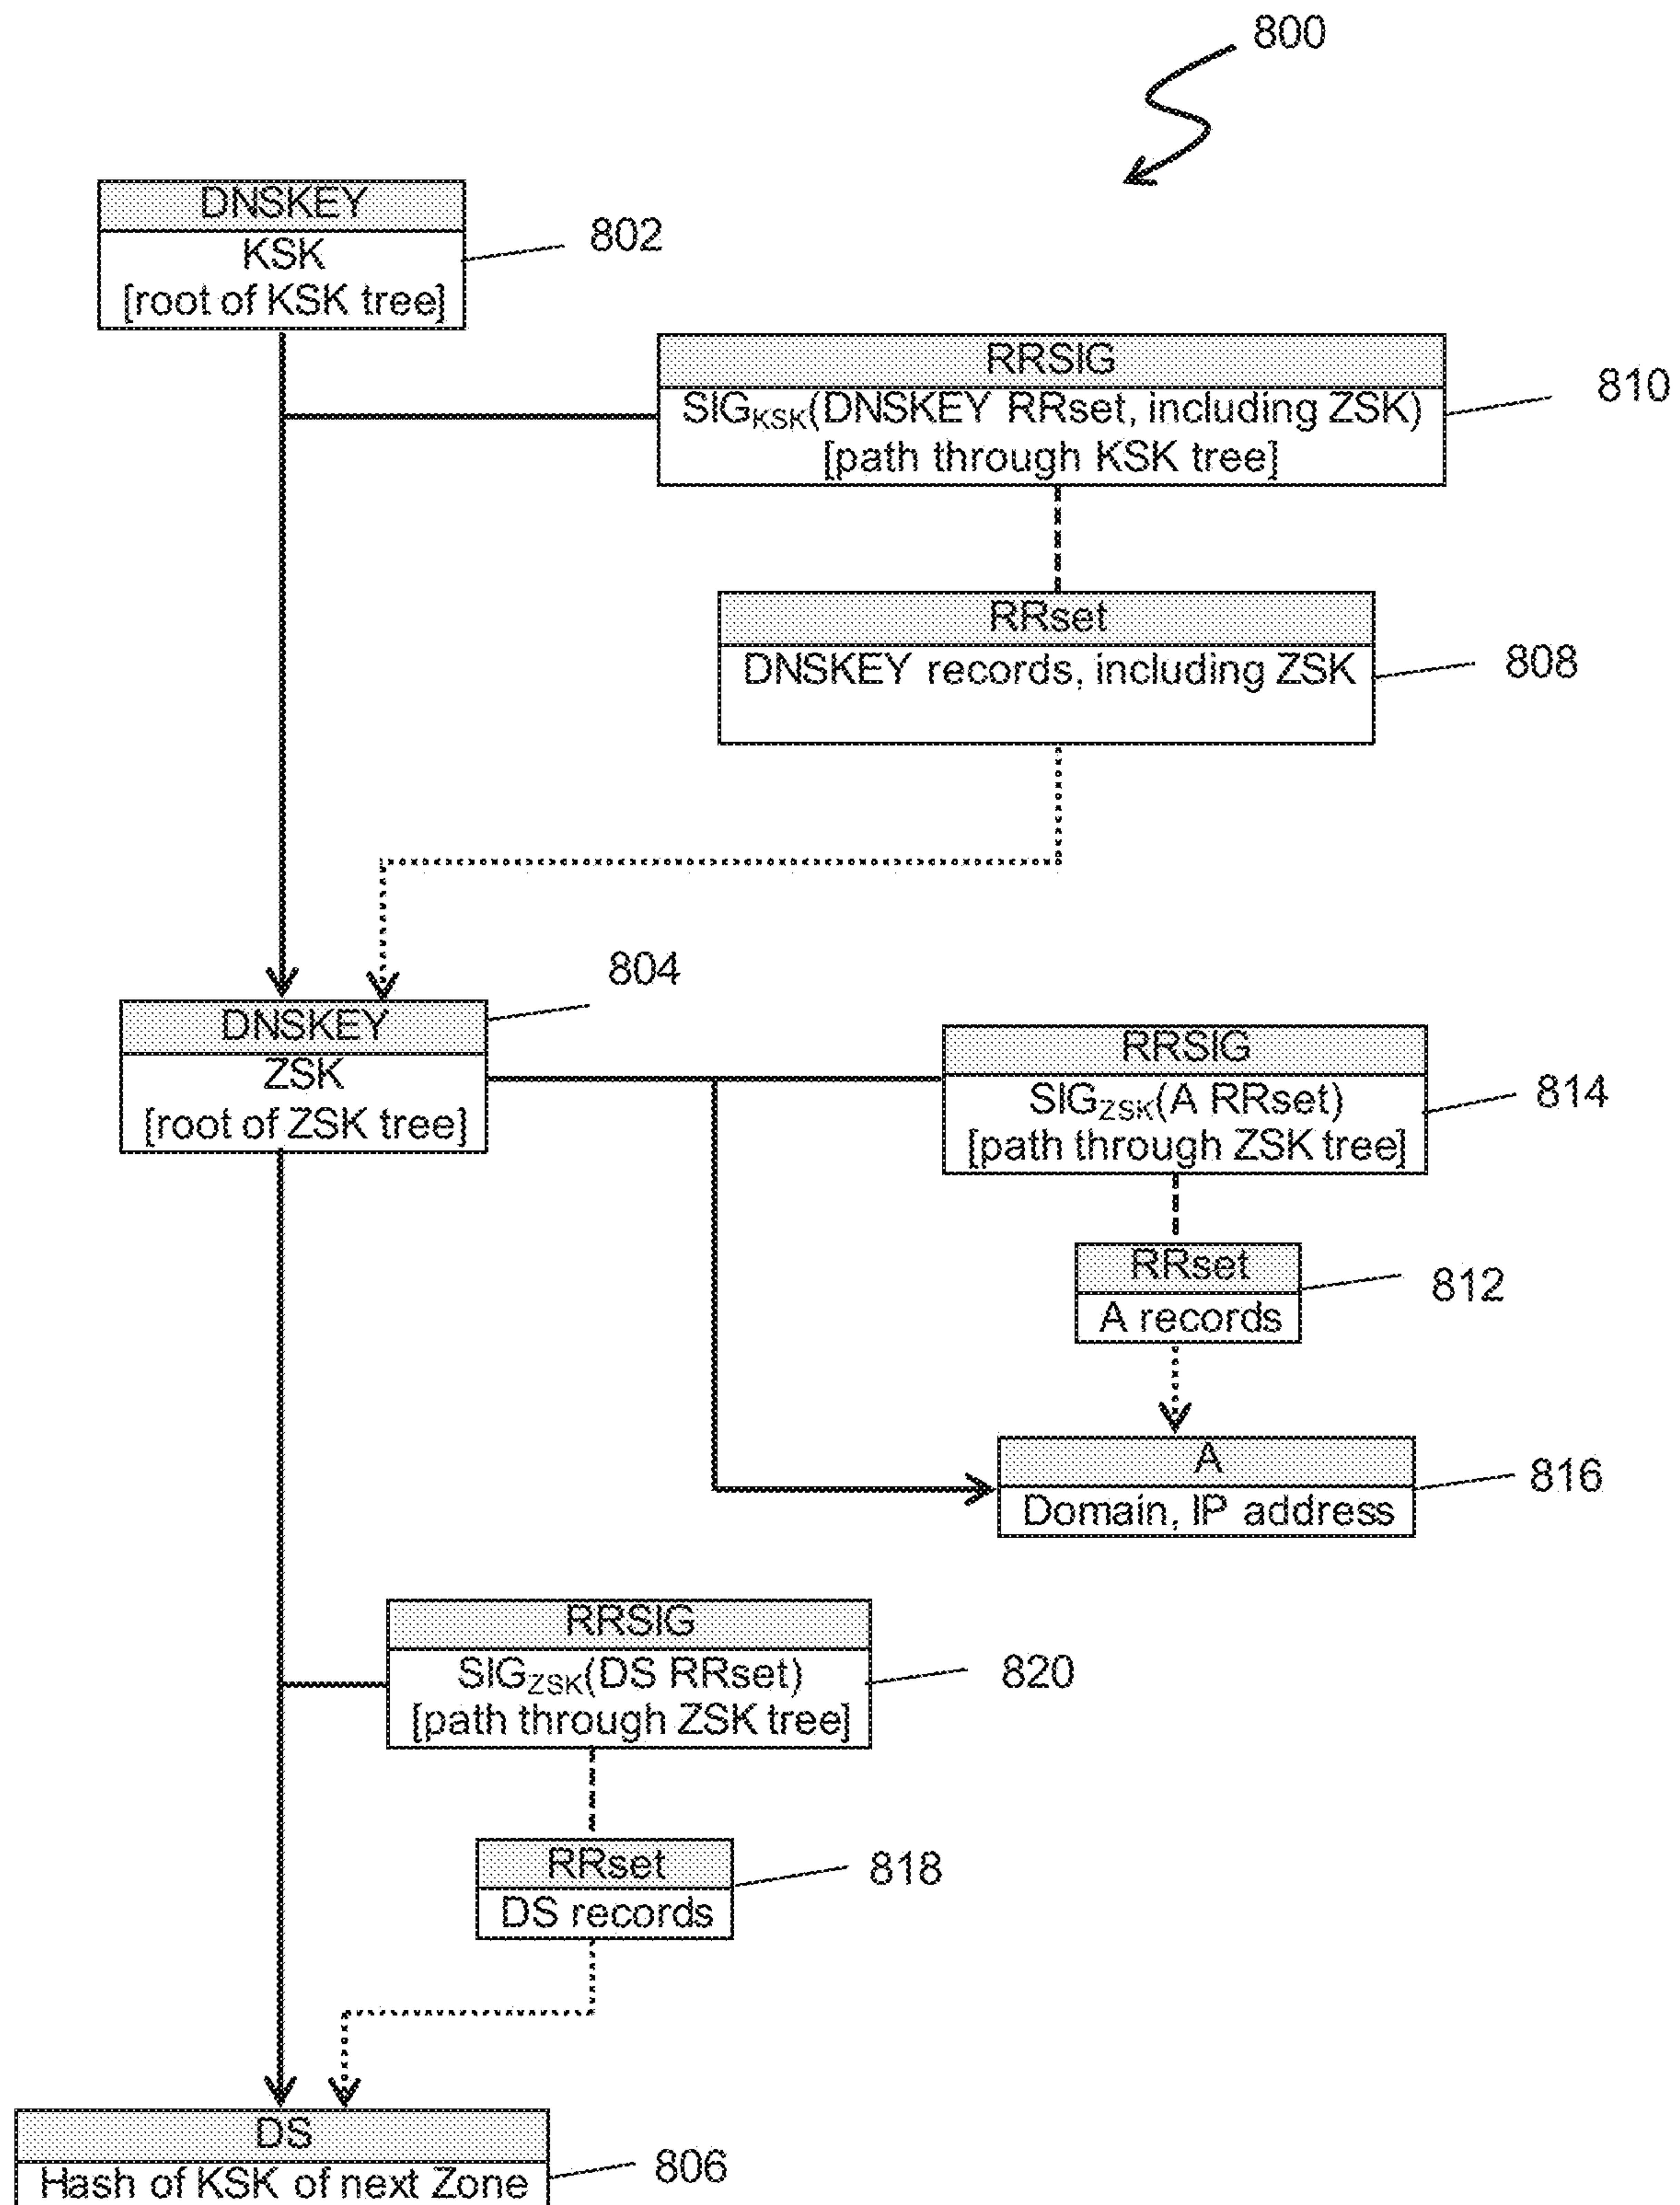 800
DNSKEY
KSK
[root of KSK tree]
802
RRSIG
SIGKSK(DNSKEY RRset, including ZSK)
[path through KSK tree]
810
RRset
DNSKEY records, including ZSK
808
804
DNSKEY
ZSK
[root of ZSK tree]
RRSIG
SIGZSK(A RRset)
[path through ZSK tree]
814
RRset
A records
812
A
Domain, IP address
816
RRSIG
SIGZSK(DS RRset)
[path through ZSK tree]
820
RRset
DS records
818
DS
Hash of KSK of next Zone
806